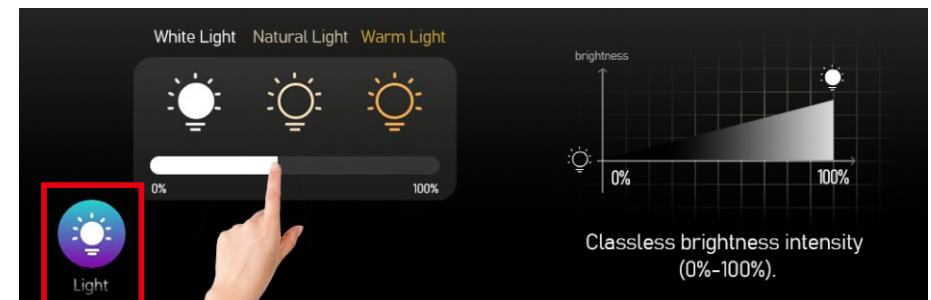 White Light Natural Light Warm Light
0% 100%
Light
brightness
0% 100%
Classless brightness intensity
(0%-100%).